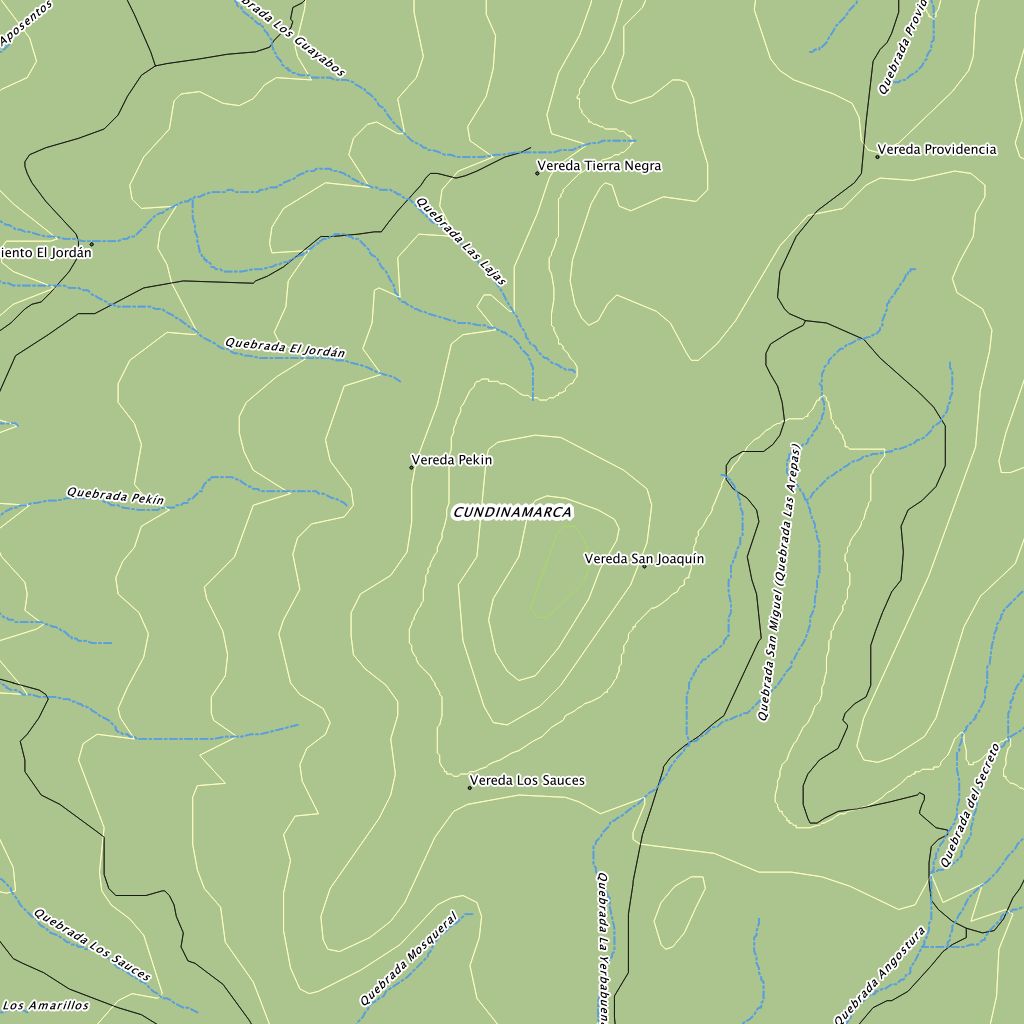 Aposentos
brada Los Guayabos
Quebrada Provid
Vereda Providencia
Vereda Tierra Negra
Quebrada Las Lajas
iento El Jordán
Quebrada El Jordán
Vereda Pekin
Quebrada Pekín
CUNDINAMARCA
Vereda San Joaquín
Quebrada San Miguel (Quebrada Las Arepas)
Vereda Los Sauces
Quebrada del Secreto
Quebrada La Yerbabuena
Quebrada Mosqueral
Quebrada Los Sauces
Quebrada Angostura
Los Amarillos